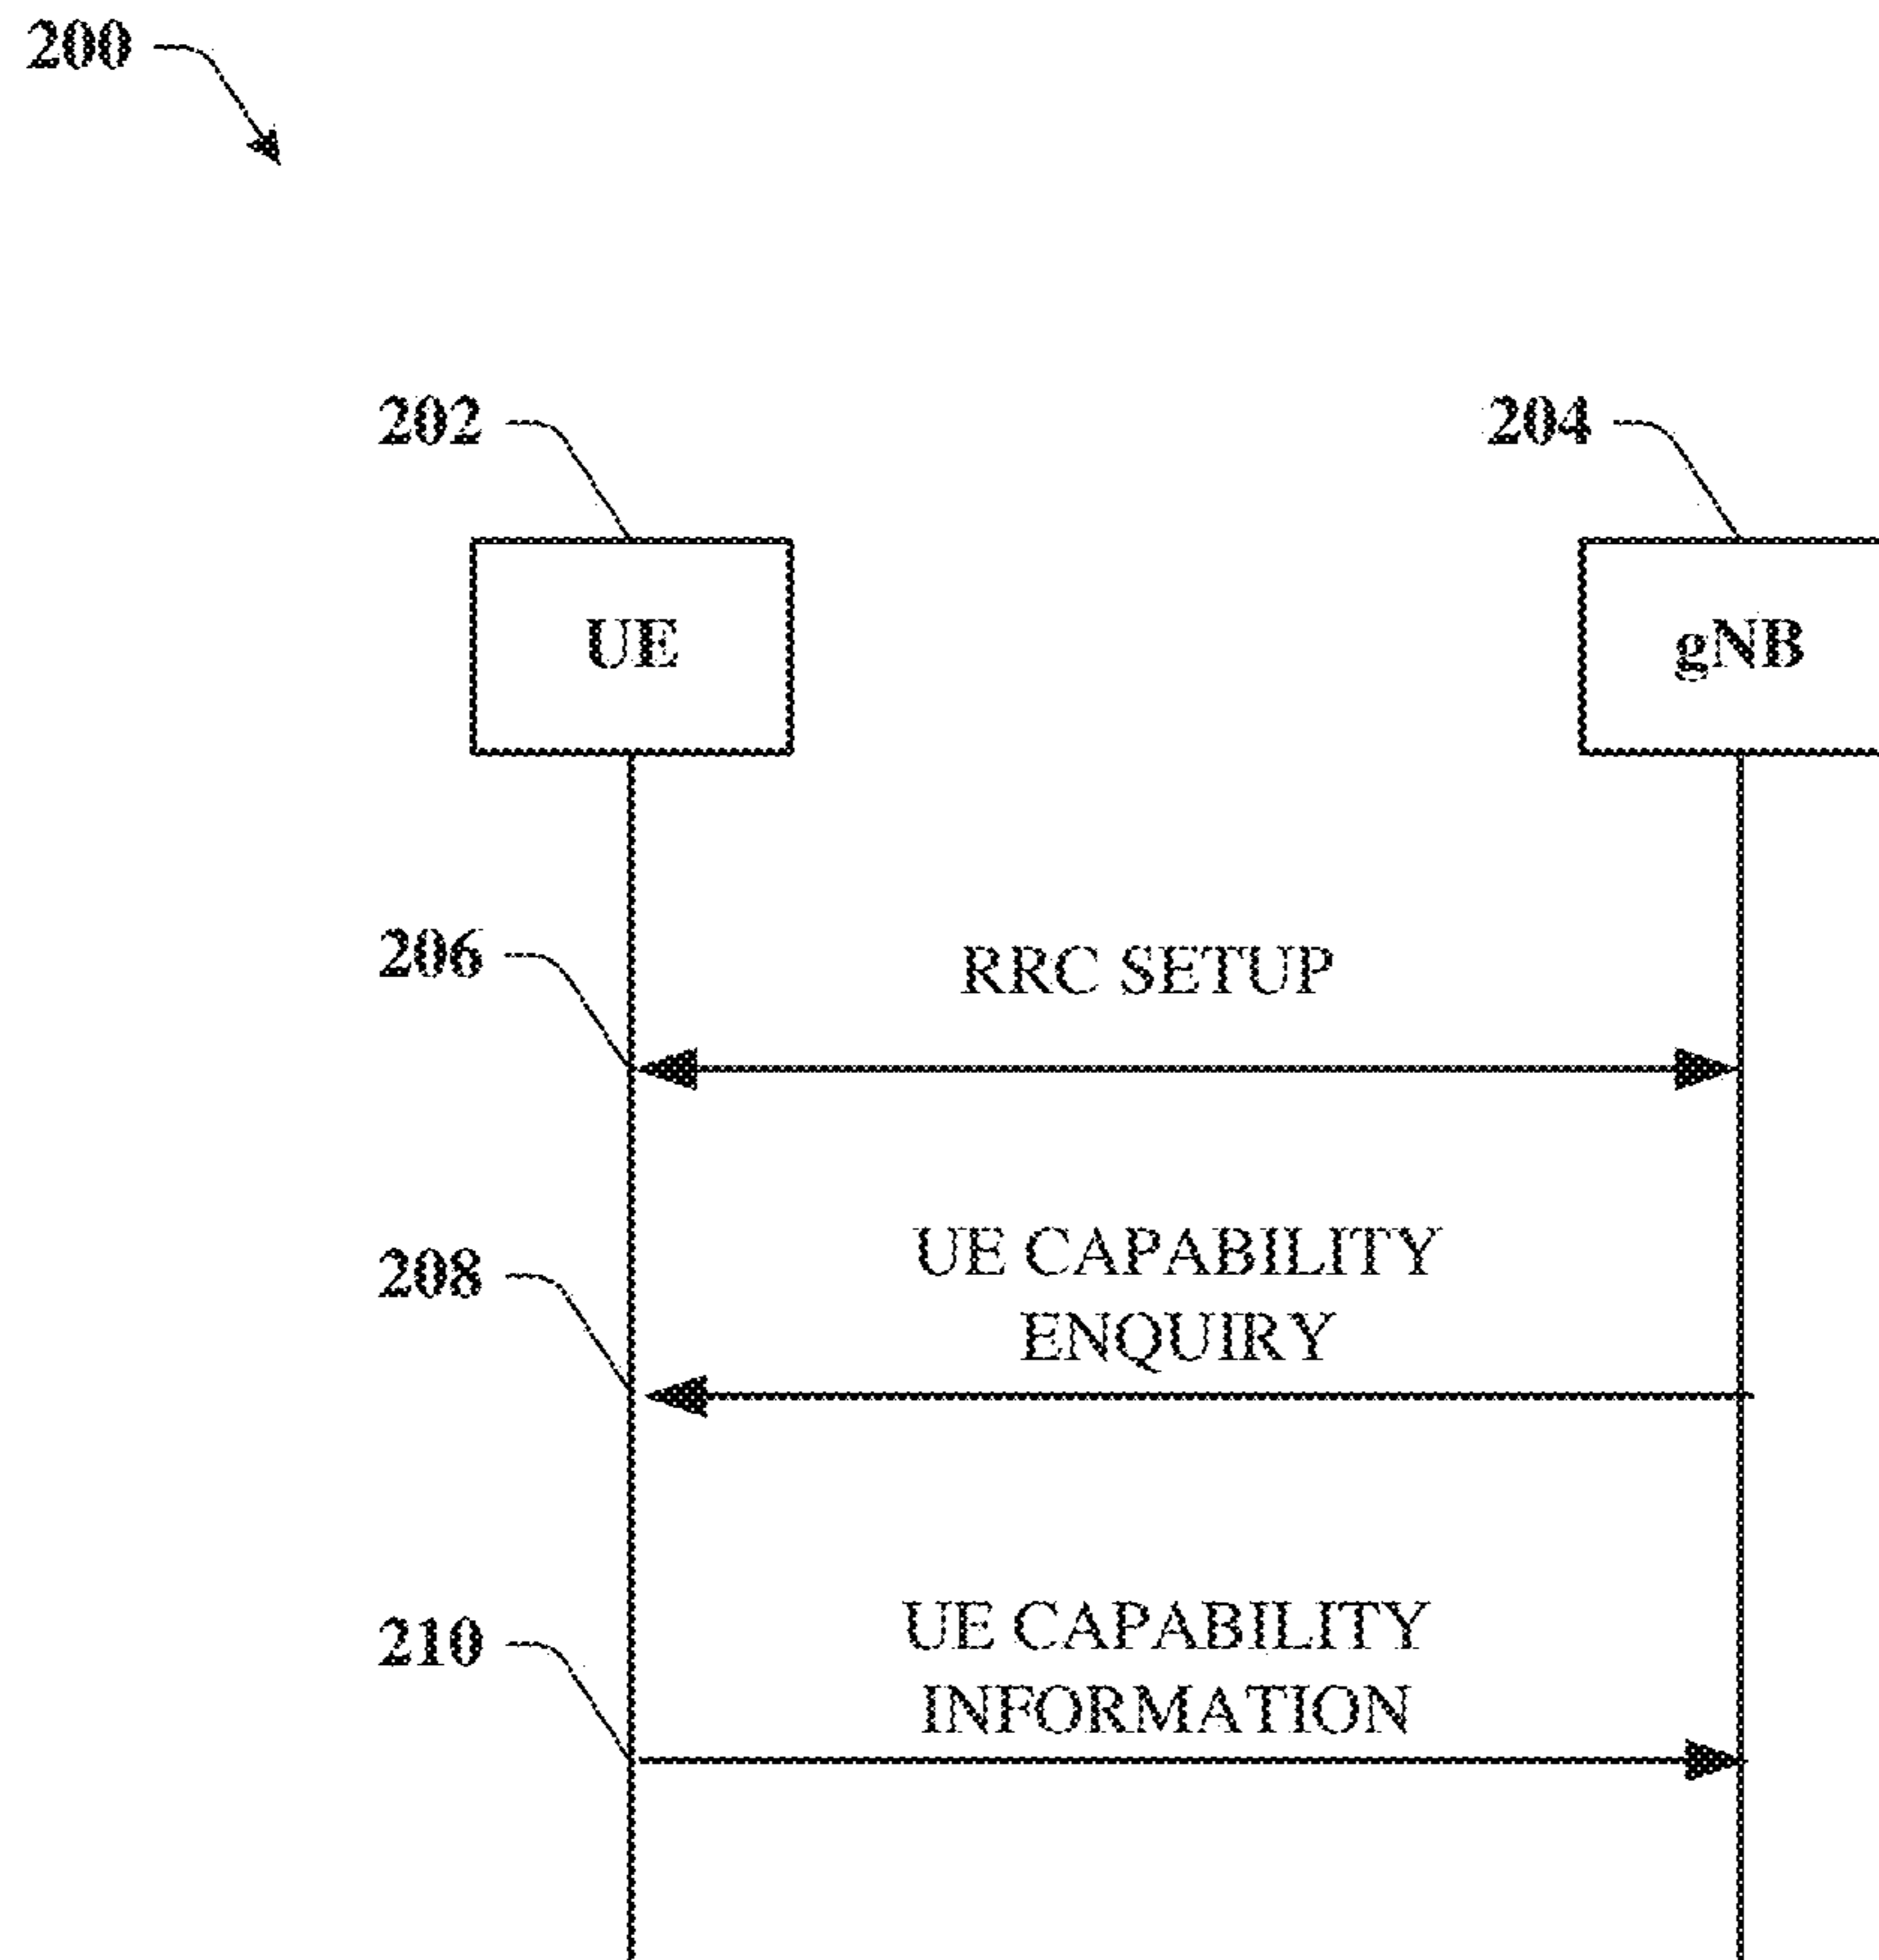 200
202
204
UE
gNB
206
RRC SETUP
208
UE CAPABILITY
ENQUIRY
210
UE CAPABILITY
INFORMATION